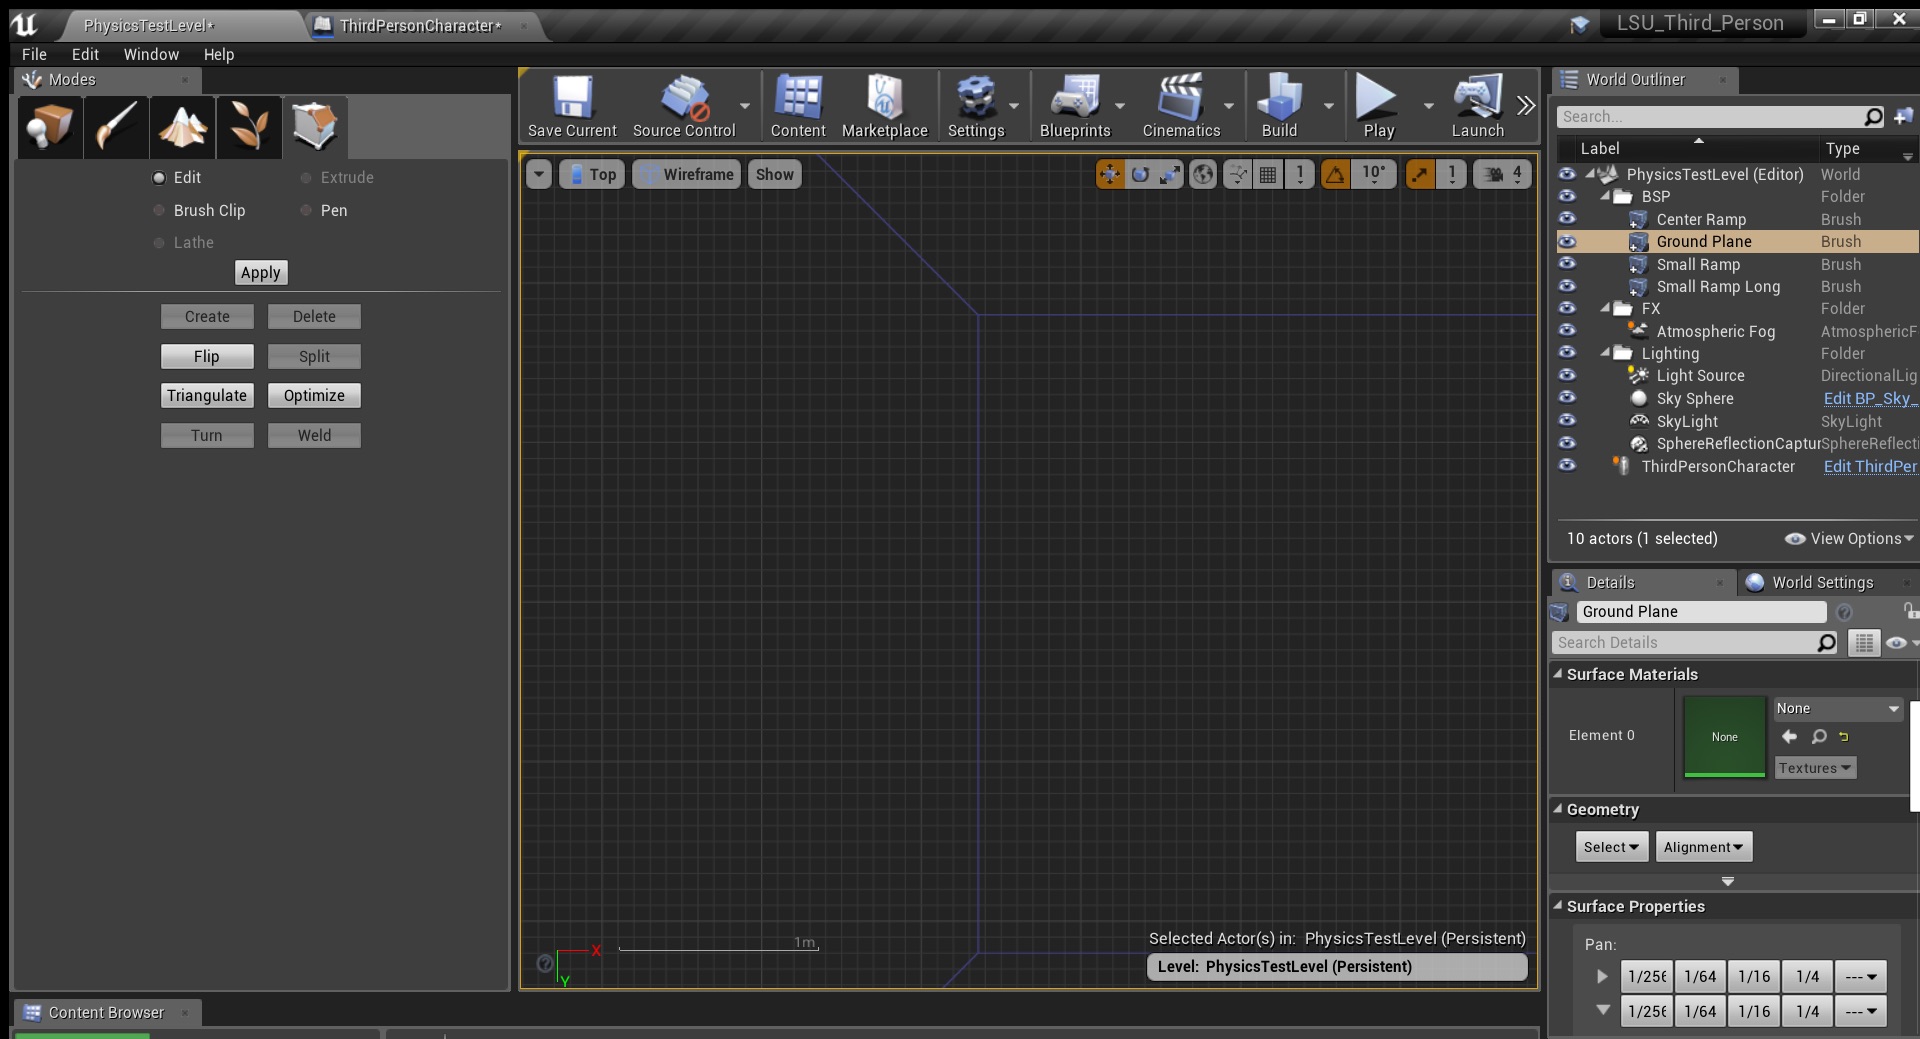 PhysicsTestLevel*
ThirdPersonCharacter*
LSU_Third_Person
File Edit Window Help
Modes
Edit
Extrude
Brush Clip
Pen
Lathe
Apply
Create
Delete
Flip
Split
Triangulate
Optimize
Turn
Weld
Save Current
Source Control
Content
Marketplace
Settings
Blueprints
Cinematics
Build
Play
Launch
Top
Wireframe
Show
1
10°
1
4
1m
X
Y
Selected Actor(s) in: PhysicsTestLevel (Persistent)
Level: PhysicsTestLevel (Persistent)
Content Browser
World Outliner
Search...
Label Type
PhysicsTestLevel (Editor) World
BSP Folder
Center Ramp Brush
Ground Plane Brush
Small Ramp Brush
Small Ramp Long Brush
FX Folder
Atmospheric Fog AtmosphericF
Lighting Folder
Light Source DirectionalLig
Sky Sphere Edit BP_Sky_
SkyLight SkyLight
SphereReflectionCaptur SphereReflecti
ThirdPersonCharacter Edit ThirdPer
10 actors (1 selected)
View Options
Details
World Settings
Ground Plane
Search Details
Surface Materials
Element 0
None
None
Textures
Geometry
Select
Alignment
Surface Properties
Pan:
1/256 1/64 1/16 1/4 ---
1/256 1/64 1/16 1/4 ---